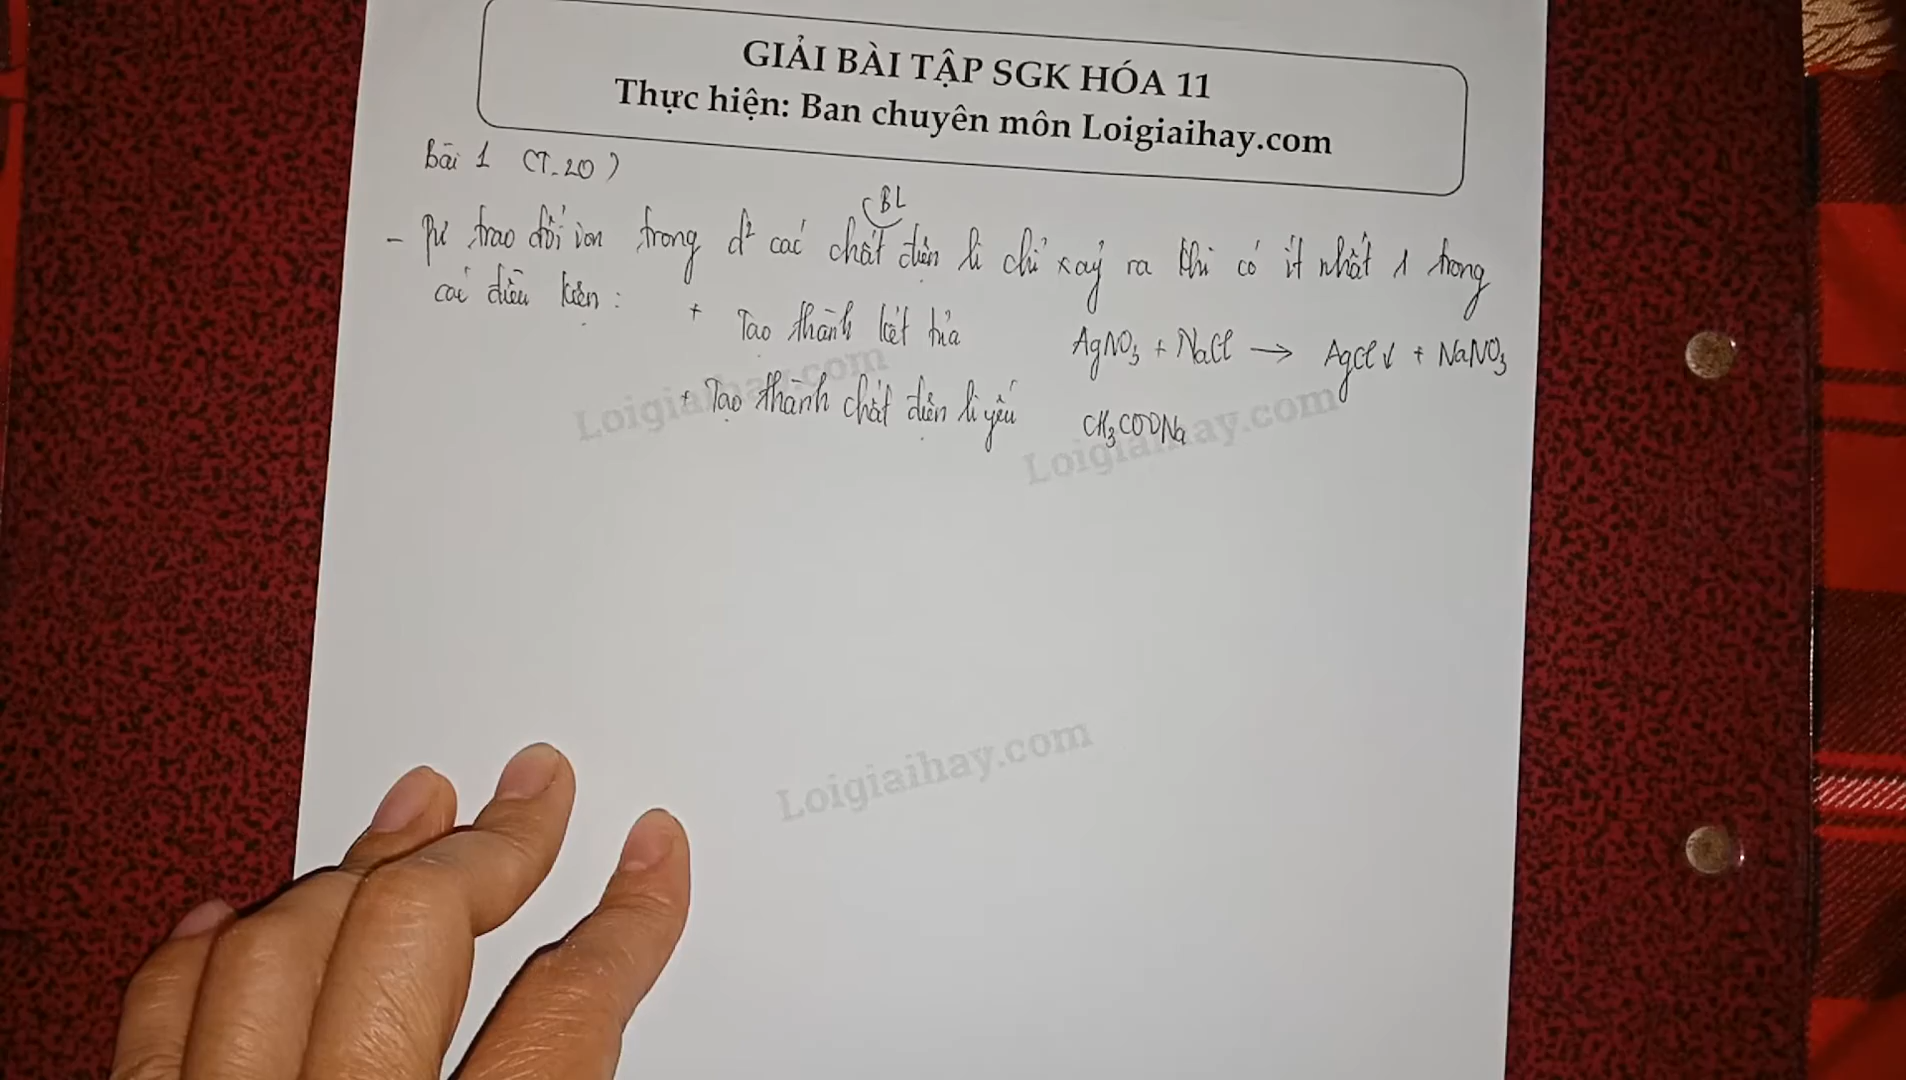 GIẢI BÀI TẬP SGK HÓA 11
Thực hiện: Ban chuyên môn Loigiaihay.com
Bài 1 (T.20)
BL
- Pư trao đổi ion trong d² các chất điện li chỉ xảy ra khi có ít nhất 1 trong
các điều kiện:
+ Tạo thành kết tủa AgNO₃ + NaCl → AgCl↓ + NaNO₃
+ Tạo thành chất điện li yếu CH₃COONa
Loigiaihay.com
Loigiaihay.com
Loigiaihay.com